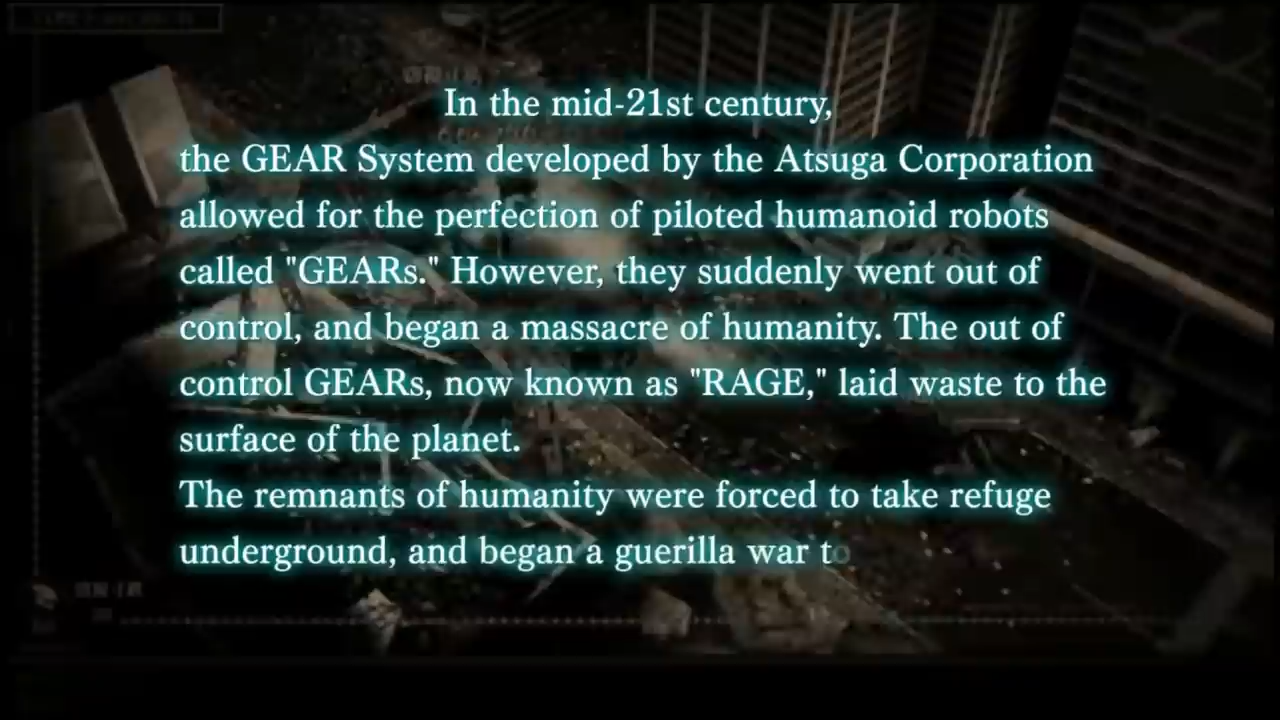 In the mid-21st century,
the GEAR System developed by the Atsuga Corporation
allowed for the perfection of piloted humanoid robots
called "GEARs." However, they suddenly went out of
control, and began a massacre of humanity. The out of
control GEARs, now known as "RAGE," laid waste to the
surface of the planet.
The remnants of humanity were forced to take refuge
underground, and began a guerilla war to